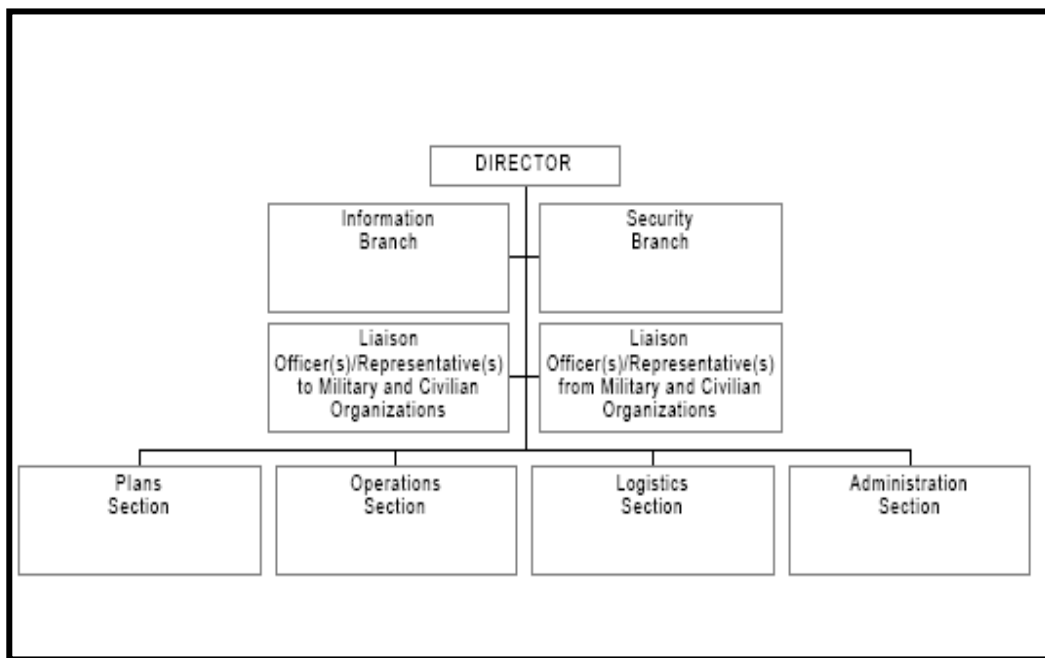 DIRECTOR
Information
Branch
Security
Branch
Liaison
Officer(s)/Representative(s)
to Military and Civilian
Organizations
Liaison
Officer(s)/Representative(s)
from Military and Civilian
Organizations
Plans
Section
Operations
Section
Logistics
Section
Administration
Section